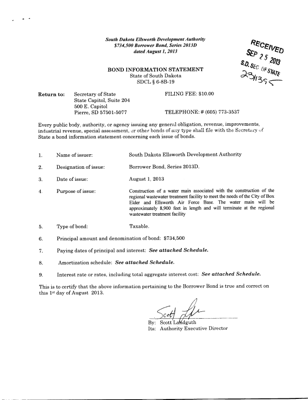 South Dakota Ellsworth Development Authority
$734,500 Borrower Bond, Series 2013D
dated August 1, 2013
RECEIVED
SEP 25 2013
S.D. SEC. OF STATE
BOND INFORMATION STATEMENT
State of South Dakota
SDCL § 6-8B-19
Return to: Secretary of State FILING FEE: $10.00
State Capitol, Suite 204
500 E. Capitol
Pierre, SD 57501-5077 TELEPHONE: # (605) 773-3537
Every public body, authority, or agency issuing any general obligation, revenue, improvements,
industrial revenue, special assessment, or other bonds of any type shall file with the Secretary of
State a bond information statement concerning each issue of bonds.
1. Name of issuer: South Dakota Ellsworth Development Authority
2. Designation of issue: Borrower Bond, Series 2013D.
3. Date of issue: August 1, 2013
4 Purpose of issue: Construction of a water main associated with the construction of the
regional wastewater treatment facility to meet the needs of the City of Box
Elder and Ellsworth Air Force Base. The water main will be
approximately 8,900 feet in length and will terminate at the regional
wastewater treatment facility
5. Type of bond: Taxable.
6. Principal amount and denomination of bond: $734,500
7. Paying dates of principal and interest: See attached Schedule.
8. Amortization schedule: See attached Schedule.
9. Interest rate or rates, including total aggregate interest cost: See attached Schedule.
This is to certify that the above information pertaining to the Borrower Bond is true and correct on
this 1st day of August 2013.
By: Scott Landguth
Its: Authority Executive Director